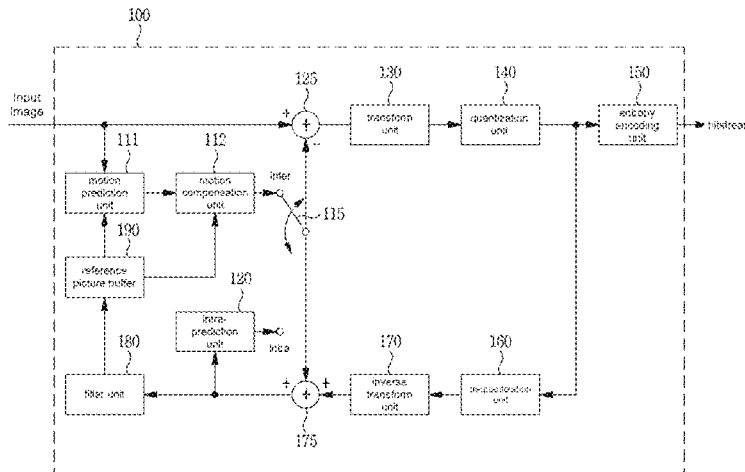 100
Input
Image
125
130
140
150
transform
unit
quantization
unit
entropy
encoding
unit
bitstream
111
112
motion
prediction
unit
motion
compensation
unit
inter
115
190
reference
picture buffer
120
intra-
prediction
unit
intra
180
filter unit
175
170
inverse
transform
unit
160
unit
+
−
+
+
+
+